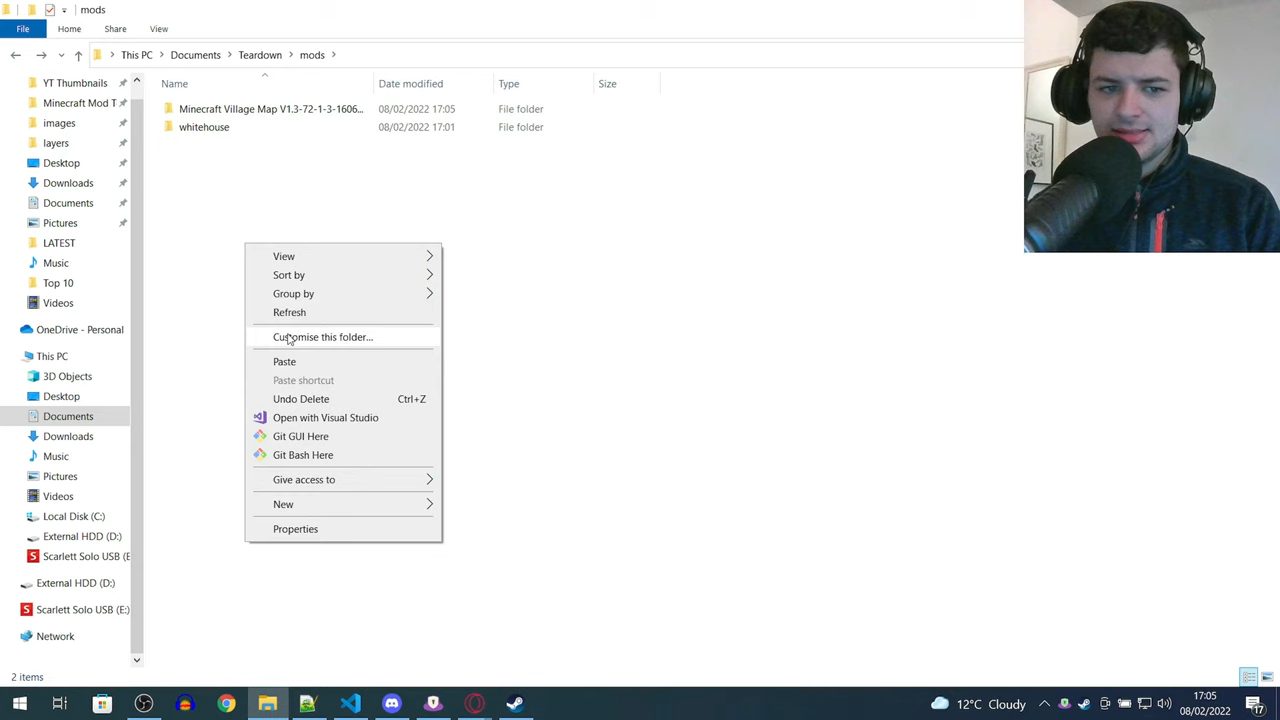 mods
File
Home
Share
View
This PC
Documents
Teardown
mods
Name
Date modified
Type
Size
Minecraft Village Map V1.3-72-1-3-1606...
08/02/2022 17:05
File folder
whitehouse
08/02/2022 17:01
File folder
YT Thumbnails
Minecraft Mod T
images
layers
Desktop
Downloads
Documents
Pictures
LATEST
Music
Top 10
Videos
OneDrive - Personal
This PC
3D Objects
Desktop
Documents
Downloads
Music
Pictures
Videos
Local Disk (C:)
External HDD (D:)
Scarlett Solo USB (E
External HDD (D:)
Scarlett Solo USB (E:)
Network
View
Sort by
Group by
Refresh
Customise this folder...
Paste
Paste shortcut
Undo Delete Ctrl+Z
Open with Visual Studio
Git GUI Here
Git Bash Here
Give access to
New
Properties
2 items
12°C Cloudy
17:05
08/02/2022
17